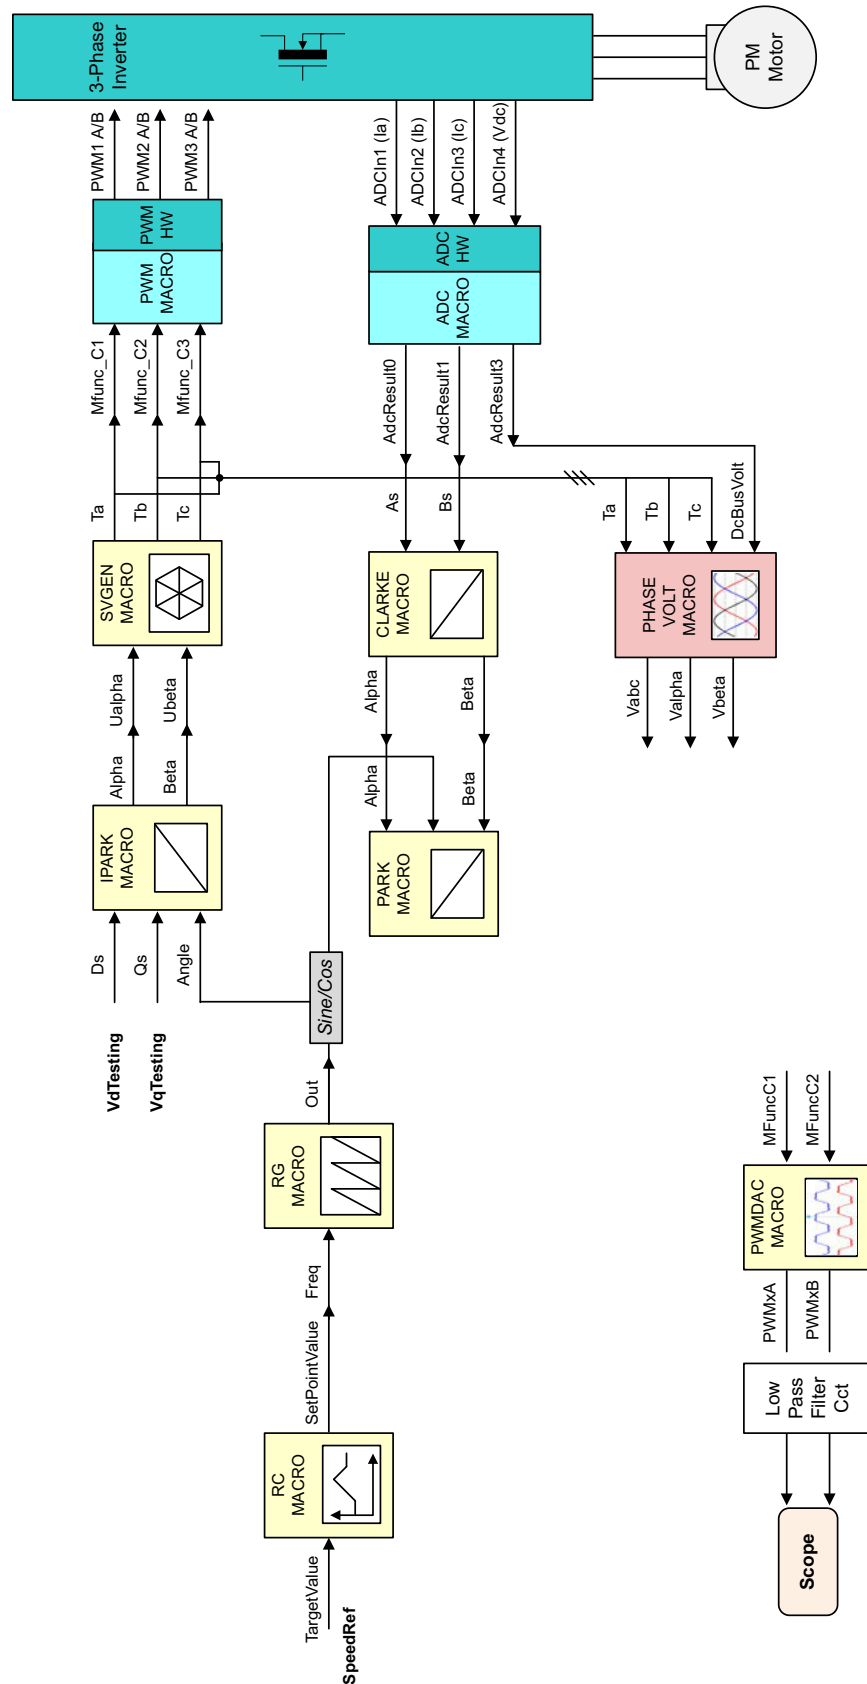 VdTesting
VqTesting
Ds
Qs
Angle
IPARK
MACRO
Alpha
Beta
Ualpha
Ubeta
SVGEN
MACRO
Ta
Tb
Tc
Mfunc_C1
Mfunc_C2
Mfunc_C3
PWM
MACRO
PWM
HW
PWM1 A/B
PWM2 A/B
PWM3 A/B
3-Phase
Inverter
PM
Motor
SpeedRef
TargetValue
RC
MACRO
SetPointValue
Freq
RG
MACRO
Out
Sine/Cos
PARK
MACRO
Alpha
Beta
Alpha
Beta
CLARKE
MACRO
As
Bs
AdcResult0
AdcResult1
AdcResult3
ADC
MACRO
ADC
HW
ADCIn1 (Ia)
ADCIn2 (Ib)
ADCIn3 (Ic)
ADCIn4 (Vdc)
Vabc
Valpha
Vbeta
PHASE
VOLT
MACRO
Ta
Tb
Tc
DcBusVolt
Scope
Low
Pass
Filter
Cct
PWMxA
PWMxB
PWMDAC
MACRO
MFuncC1
MFuncC2